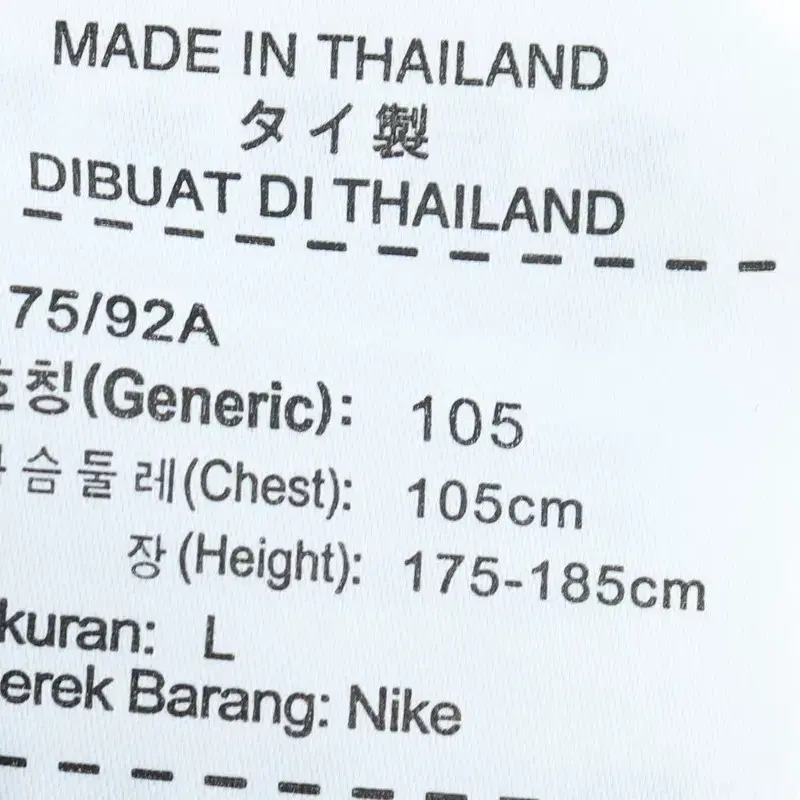 MADE IN THAILAND
タイ製
DIBUAT DI THAILAND
75/92A
칭(Generic): 105
슴둘레(Chest): 105cm
장(Height): 175-185cm
kuran: L
erek Barang: Nike